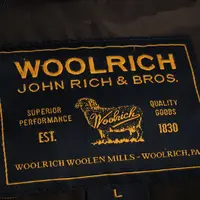 WOOLRICH
JOHN RICH & BROS.
SUPERIOR PERFORMANCE
QUALITY GOODS
Woolrich
EST. 1830
WOOLRICH WOOLEN MILLS - WOOLRICH, PA
L